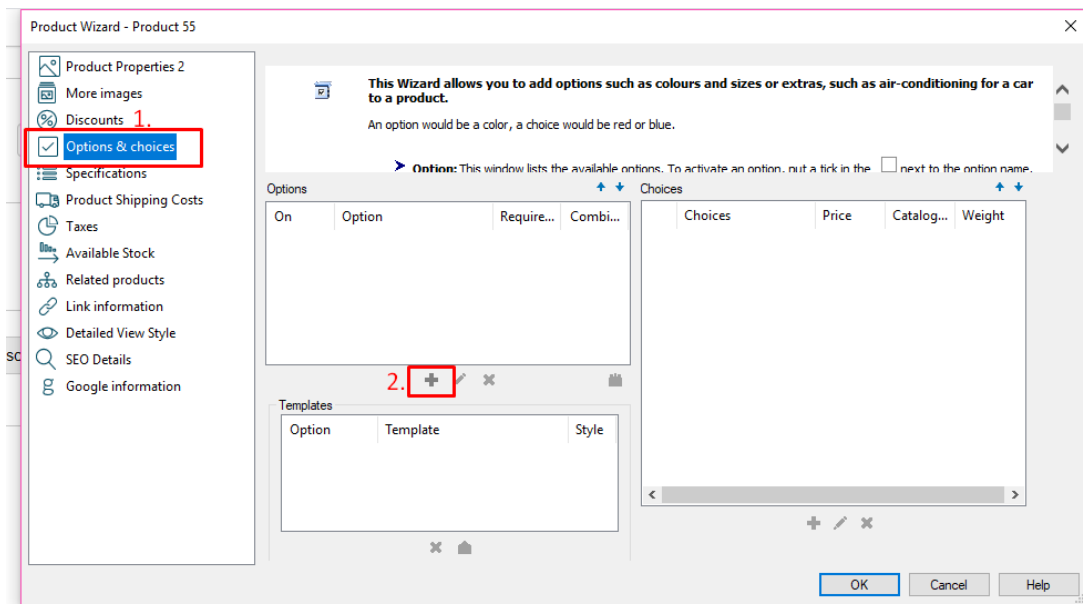 Product Wizard - Product 55
Product Properties 2
More images
Discounts 1.
Options & choices
Specifications
Product Shipping Costs
Taxes
Available Stock
Related products
Link information
Detailed View Style
SEO Details
Google information
This Wizard allows you to add options such as colours and sizes or extras, such as air-conditioning for a car
to a product.
An option would be a color, a choice would be red or blue.
Option: This window lists the available options. To activate an option, put a tick in the next to the option name.
Options
On Option Require... Combi...
2.
Templates
Option Template Style
Choices
Choices Price Catalog... Weight
OK Cancel Help